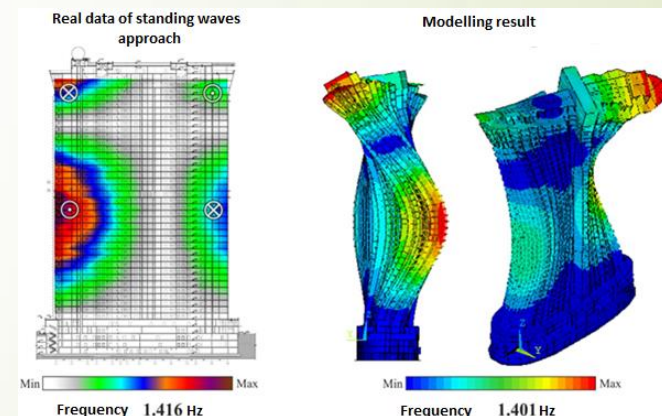 Real data of standing waves
approach
Modelling result
Min Max
Frequency 1.416 Hz
Z
Y
Min Max
Frequency 1.401 Hz